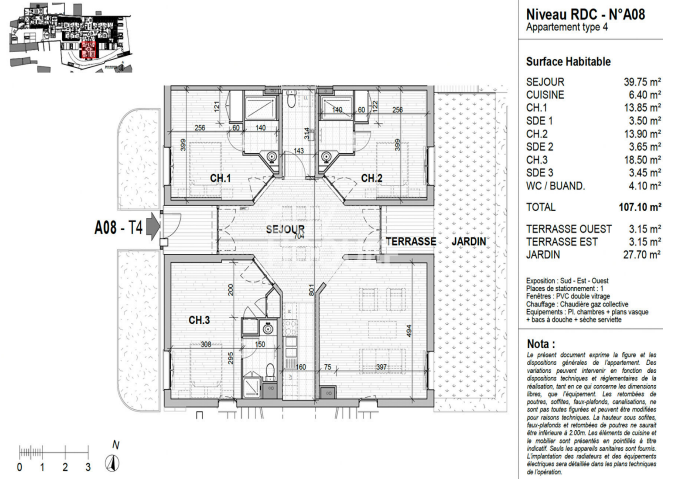 Niveau RDC - N°A08
Appartement type 4
Surface Habitable
SEJOUR 39.75 m²
CUISINE 6.40 m²
CH.1 13.85 m²
SDE 1 3.50 m²
CH.2 13.90 m²
SDE 2 3.65 m²
CH.3 18.50 m²
SDE 3 3.45 m²
WC / BUAND. 4.10 m²
TOTAL 107.10 m²
TERRASSE OUEST 3.15 m²
TERRASSE EST 3.15 m²
JARDIN 27.70 m²
Exposition : Sud - Est - Ouest
Places de stationnement : 1
Fenêtres : PVC double vitrage
Chauffage : Chaudière gaz collective
Equipements : Pl. chambres + plans vasque
+ bacs à douche + sèche serviette
Nota :
Le présent document exprime la figure et les
dispositions générales de l'appartement. Des
variations peuvent intervenir en fonction des
dispositions techniques et réglementaires de la
réalisation, tant en ce qui concerne les dimensions
libres, que l'équipement. Les retombées de
poutres, soffites, faux-plafonds, canalisations, ne
sont pas toutes figurées et peuvent être modifiées
pour raisons techniques. La hauteur sous sofites,
faux-plafonds et retombées de poutres ne saurait
être inférieure à 2.00m. Les éléments de cuisine et
le mobilier sont présentés en pointillé à titre
indicatif. Seuls les appareils sanitaires sont fournis.
L'implantation des radiateurs et des équipements
électriques sera détaillée dans les plans techniques
de l'opération.
121
140
122
256
60
140
256
399
314
399
143
CH.1
CH.2
A08 - T4
SEJOUR
704
TERRASSE
JARDIN
200
801
CH.3
308
150
295
494
160
75
397
N
0 1 2 3